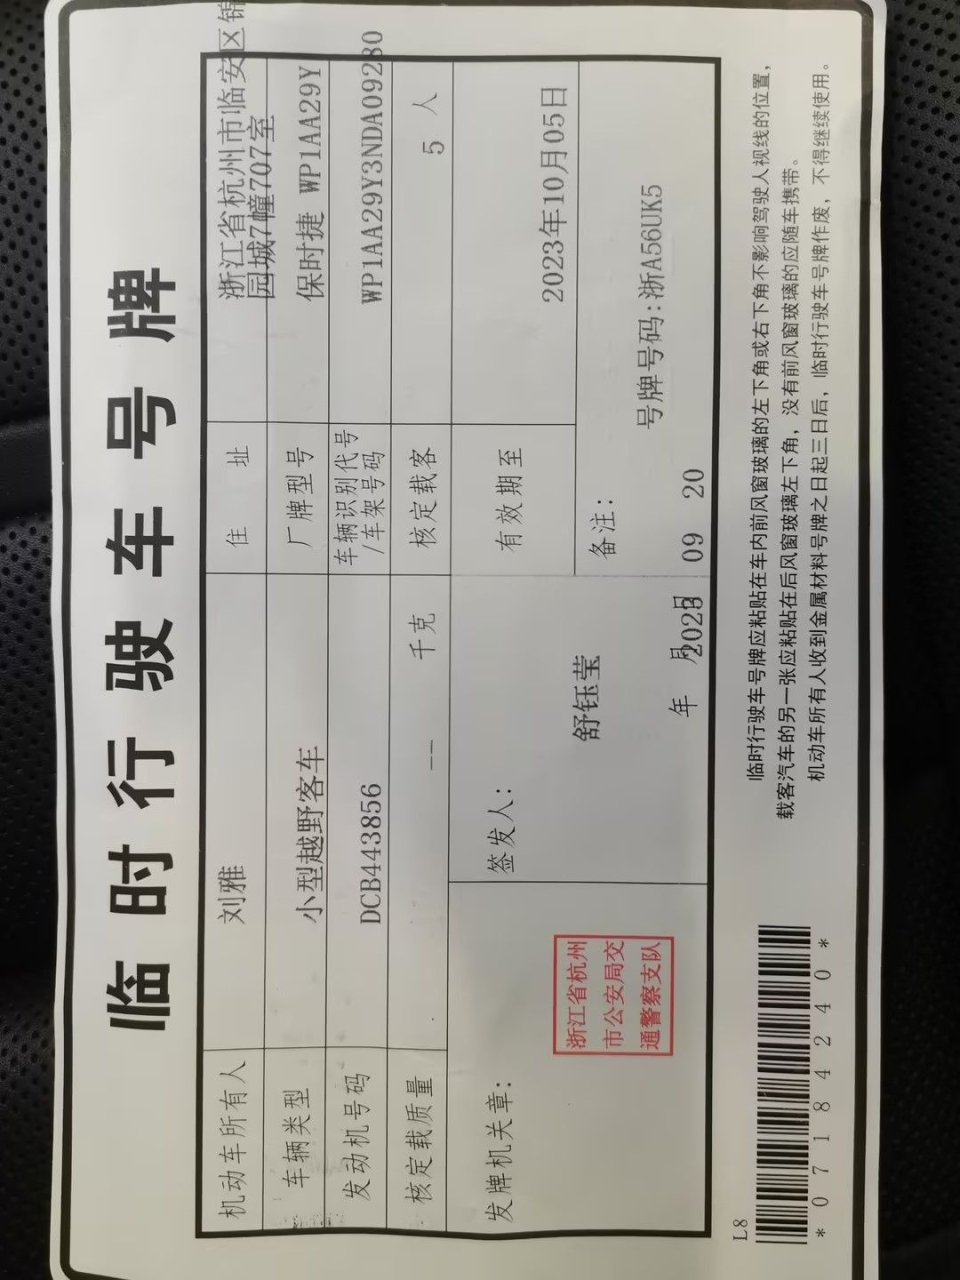 临时行驶车号牌
机动车所有人 刘雅 住址 浙江省杭州市临安区锦
园城7幢707室
车辆类型 小型越野客车 厂牌型号 保时捷 WP1AA29Y
发动机号码 DCB443856 车辆识别代号
/车架号码 WP1AA29Y3NDA09280
核定载质量 -- 千克 核定载客 5 人
发牌机关章:
浙江省杭州
市公安局交
通警察支队
签发人:
舒钰莹
年 月 日
2023 09 20
有效期至 2023年10月05日
备注:
号牌号码:浙A56UK5
L8
*07184240*
临时行驶车号牌应粘贴在车内前风窗玻璃的左下角或右下角不影响驾驶人视线的位置,
载客汽车的另一张应粘贴在后风窗玻璃左下角,没有前风窗玻璃的应随车携带。
机动车所有人收到金属材料号牌之日起三日后,临时行驶车号牌作废,不得继续使用。